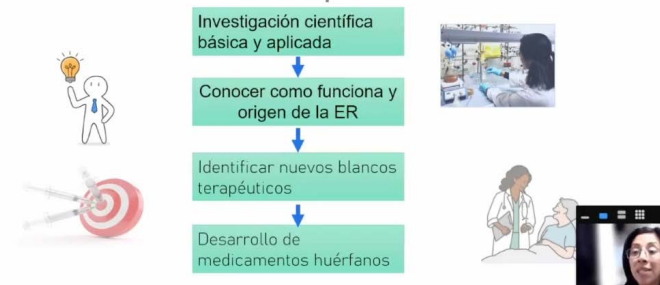 Investigación científica
básica y aplicada
Conocer como funciona y
origen de la ER
Identificar nuevos blancos
terapéuticos
Desarrollo de
medicamentos huérfanos